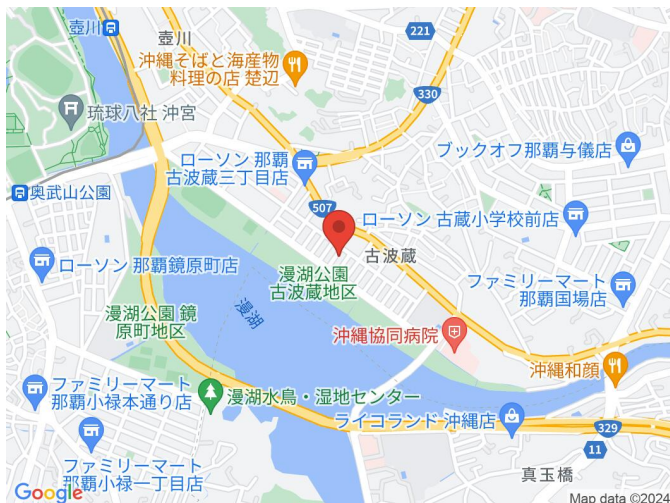 壺川
壺川
221
沖縄そばと海産物
料理の店 楚辺
330
琉球八社 沖宮
ブックオフ那覇与儀店
ローソン 那覇
古波蔵三丁目店
奥武山公園
507
ローソン 古蔵小学校前店
古波蔵
ローソン 那覇鏡原町店
漫湖公園
古波蔵地区
ファミリーマート
那覇国場店
漫湖公園 鏡
原町地区
漫湖
沖縄協同病院
沖縄和顔
ファミリーマート
那覇小禄本通り店
漫湖水鳥・湿地センター
ライコランド 沖縄店
329
11
ファミリーマート
那覇小禄一丁目店
真玉橋
Google
Map data ©2024